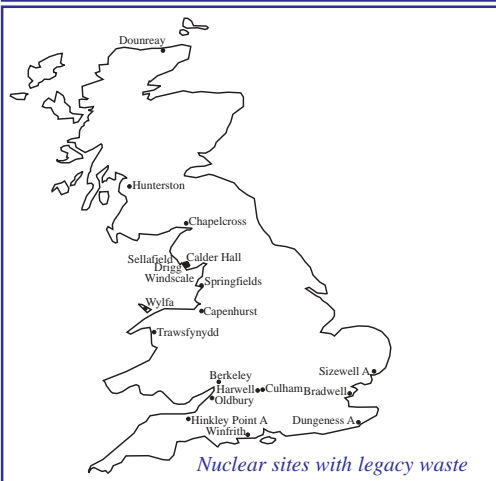 Dounreay
Hunterston
Chapelcross
Sellafield
Calder Hall
Drigg
Windscale
Springfields
Wylfa
Capenhurst
Trawsfynydd
Sizewell A
Berkeley
Harwell
Culham
Bradwell
Oldbury
Hinkley Point A
Dungeness A
Winfrith
Nuclear sites with legacy waste